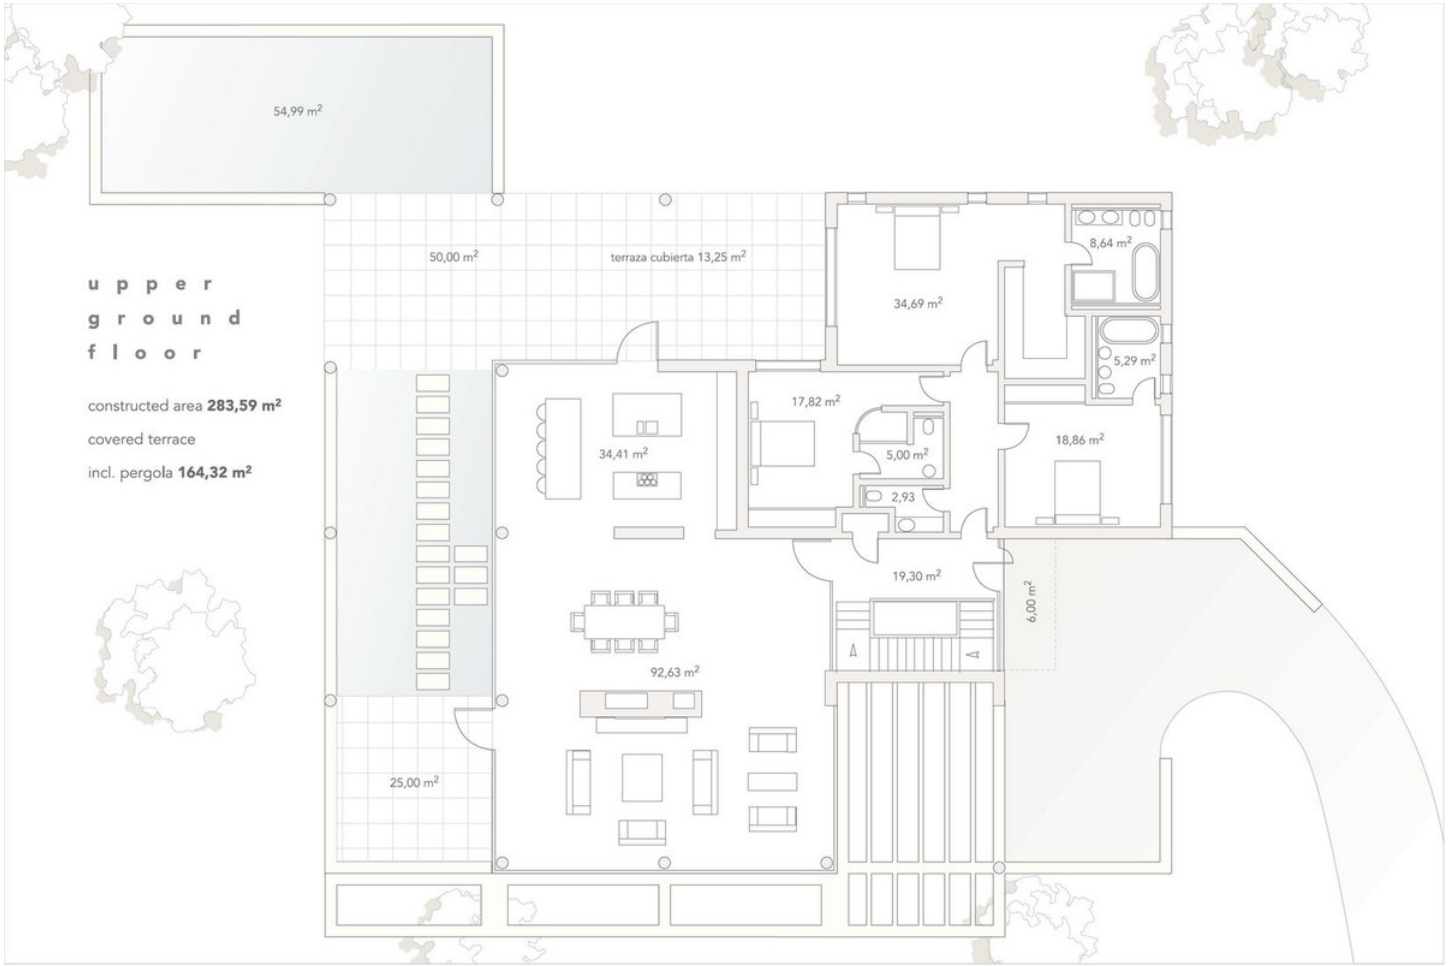 54,99 m²
50,00 m²
terraza cubierta 13,25 m²
8,64 m²
upper
ground
floor
34,69 m²
5,29 m²
constructed area 283,59 m²
covered terrace
incl. pergola 164,32 m²
17,82 m²
18,86 m²
34,41 m²
5,00 m²
2,93
19,30 m²
6,00 m²
92,63 m²
25,00 m²